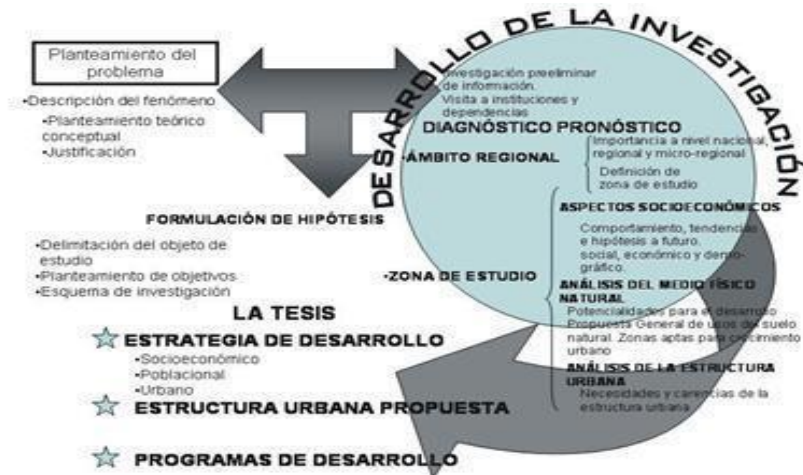 DESARROLLO DE LA INVESTIGACIÓN
Planteamiento del
problema
•Descripción del fenómeno
•Planteamiento teórico
conceptual
•Justificación
Investigación preeliminar
de información.
Visita a instituciones y
dependencias
DIAGNÓSTICO PRONÓSTICO
-ÁMBITO REGIONAL
Importancia a nivel nacional,
regional y micro-regional
Definición de
zona de estudio
FORMULACIÓN DE HIPÓTESIS
•Delimitación del objeto de
estudio
•Planteamiento de objetivos
•Esquema de investigación
-ZONA DE ESTUDIO
ASPECTOS SOCIOECONÓMICOS
Comportamiento, tendencias
e hipótesis a futuro.
social, económico y demo-
gráfico.
ANÁLISIS DEL MEDIO FÍSICO
NATURAL
Potencialidades para el desarrollo
Propuesta General de usos del suelo
natural. Zonas aptas para crecimiento
urbano
ANÁLISIS DE LA ESTRUCTURA
URBANA
Necesidades y carencias de la
estructura urbana
LA TESIS
ESTRATEGIA DE DESARROLLO
•Socioeconómico
•Poblacional
•Urbano
ESTRUCTURA URBANA PROPUESTA
PROGRAMAS DE DESARROLLO